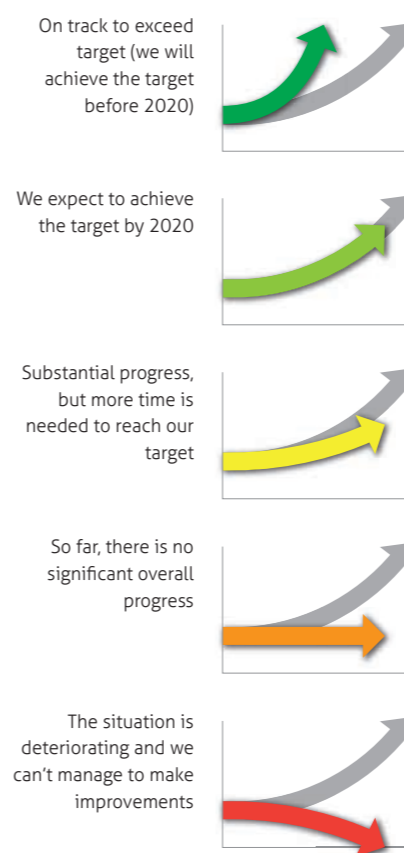 On track to exceed
target (we will
achieve the target
before 2020)
We expect to achieve
the target by 2020
Substantial progress,
but more time is
needed to reach our
target
So far, there is no
significant overall
progress
The situation is
deteriorating and we
can't manage to make
improvements